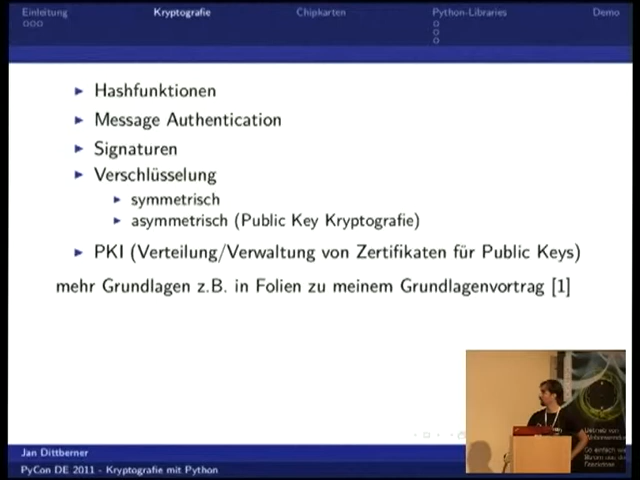 Einleitung
Kryptografie
Chipkarten
Python-Libraries
Demo
Hashfunktionen
Message Authentication
Signaturen
Verschlüsselung
symmetrisch
asymmetrisch (Public Key Kryptografie)
PKI (Verteilung/Verwaltung von Zertifikaten für Public Keys)
mehr Grundlagen z.B. in Folien zu meinem Grundlagenvortrag [1]
Jan Dittberner
PyCon DE 2011 - Kryptografie mit Python